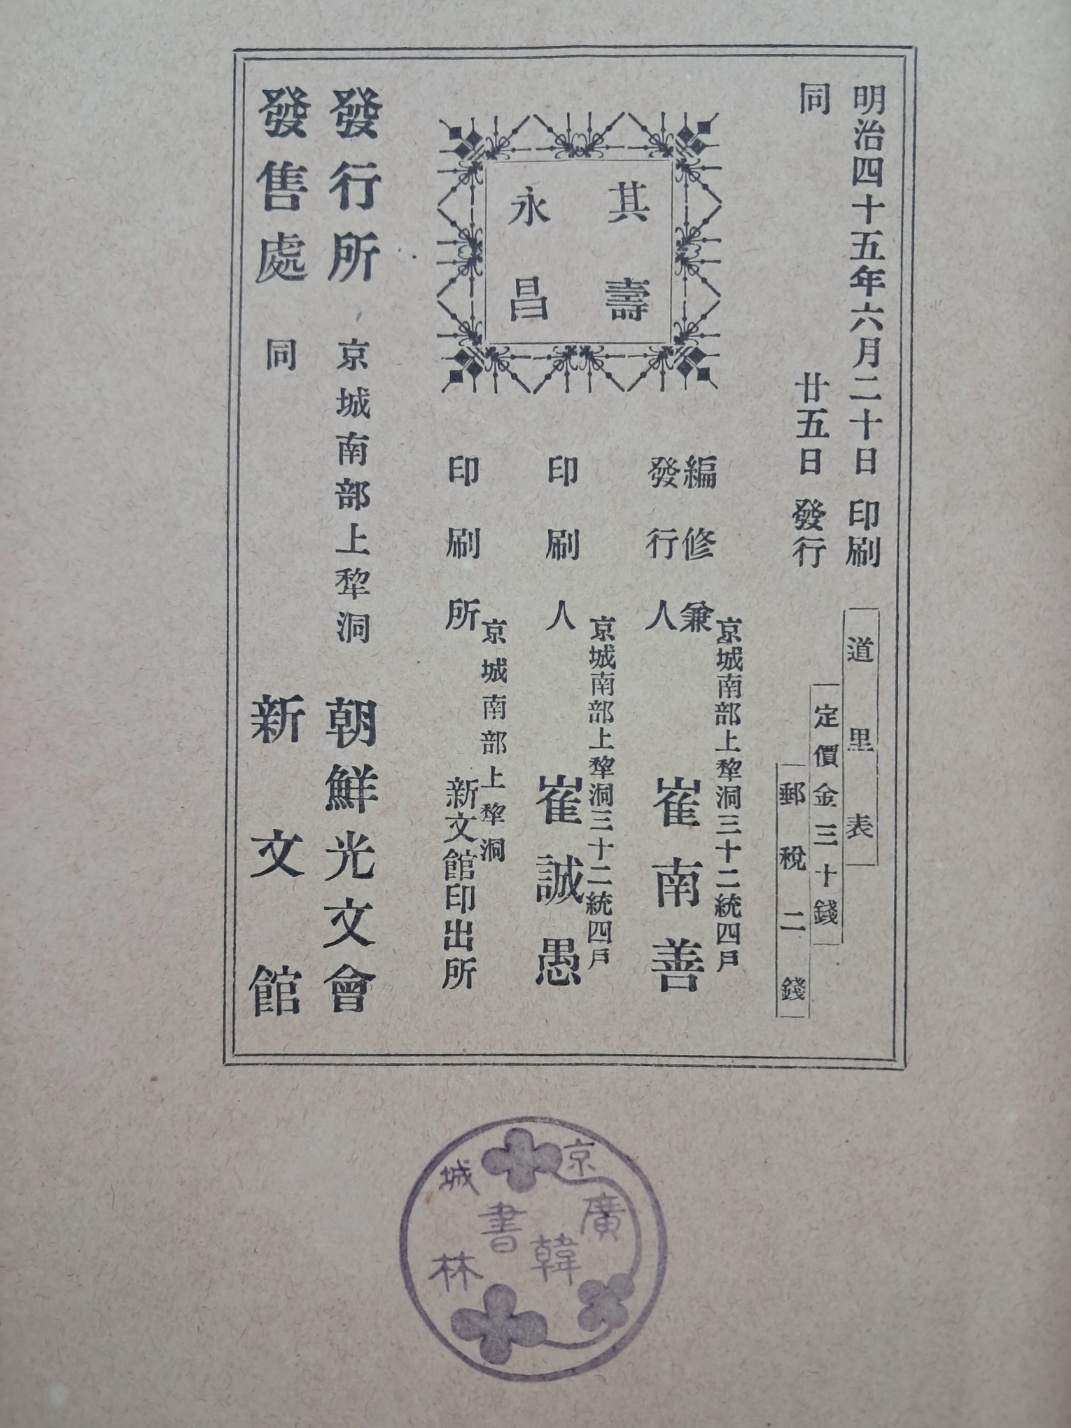 明治四十五年六月二十日印刷
同 廿五日發行
道里表
定價金三十錢
郵稅二錢
其壽
永昌
編修兼
發行人
京城南部上犂洞三十二統四戶
崔南善
印刷人
京城南部上犂洞三十二統四戶
崔誠愚
印刷所
京城南部上犂洞
新文館印出所
發行所 京城南部上犂洞 朝鮮光文會
發售處 同 新文館
京城
廣韓書林